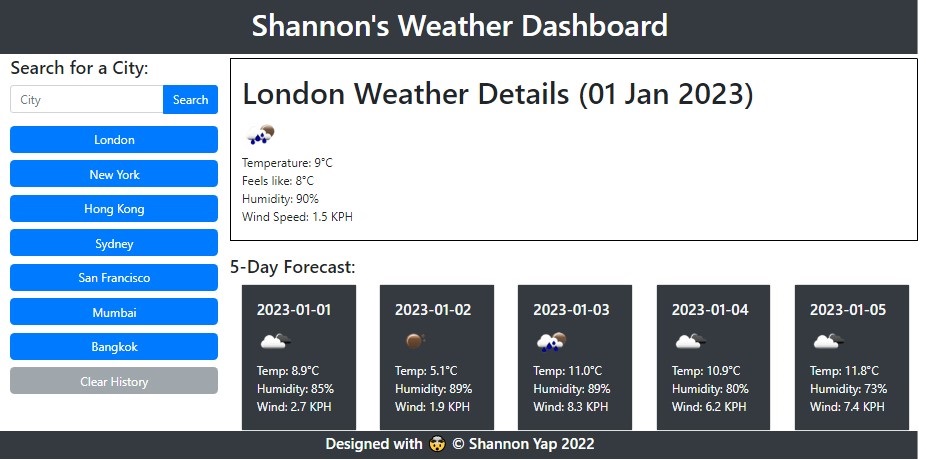 Shannon's Weather Dashboard
Search for a City:
City
Search
London
New York
Hong Kong
Sydney
San Francisco
Mumbai
Bangkok
Clear History
London Weather Details (01 Jan 2023)
Temperature: 9°C
Feels like: 8°C
Humidity: 90%
Wind Speed: 1.5 KPH
5-Day Forecast:
2023-01-01
Temp: 8.9°C
Humidity: 85%
Wind: 2.7 KPH
2023-01-02
Temp: 5.1°C
Humidity: 89%
Wind: 1.9 KPH
2023-01-03
Temp: 11.0°C
Humidity: 89%
Wind: 8.3 KPH
2023-01-04
Temp: 10.9°C
Humidity: 80%
Wind: 6.2 KPH
2023-01-05
Temp: 11.8°C
Humidity: 73%
Wind: 7.4 KPH
Designed with 🤯 © Shannon Yap 2022